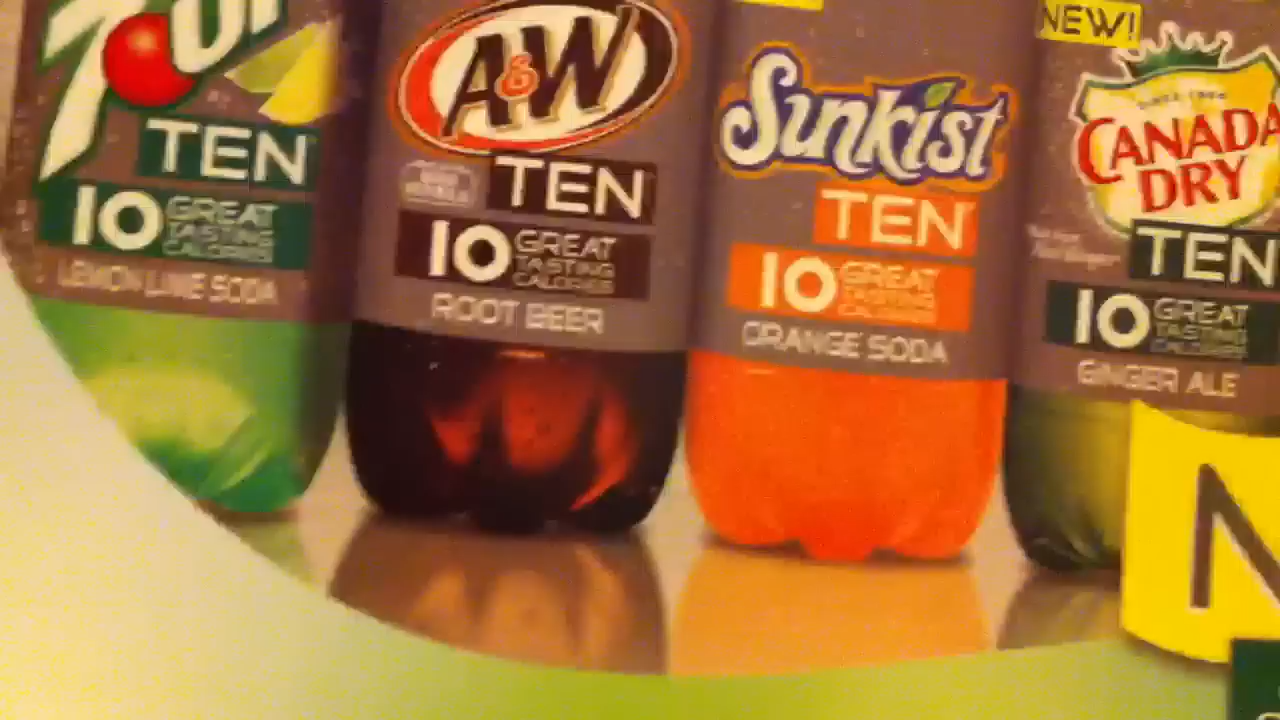 7UP
TEN
10 GREAT
TASTING
CALORIES
LEMON LIME SODA
A&W
TEN
10 GREAT
TASTING
CALORIES
ROOT BEER
Sunkist
TEN
10 GREAT
TASTING
CALORIES
ORANGE SODA
NEW!
CANADA
DRY
TEN
10 GREAT
TASTING
CALORIES
GINGER ALE
N